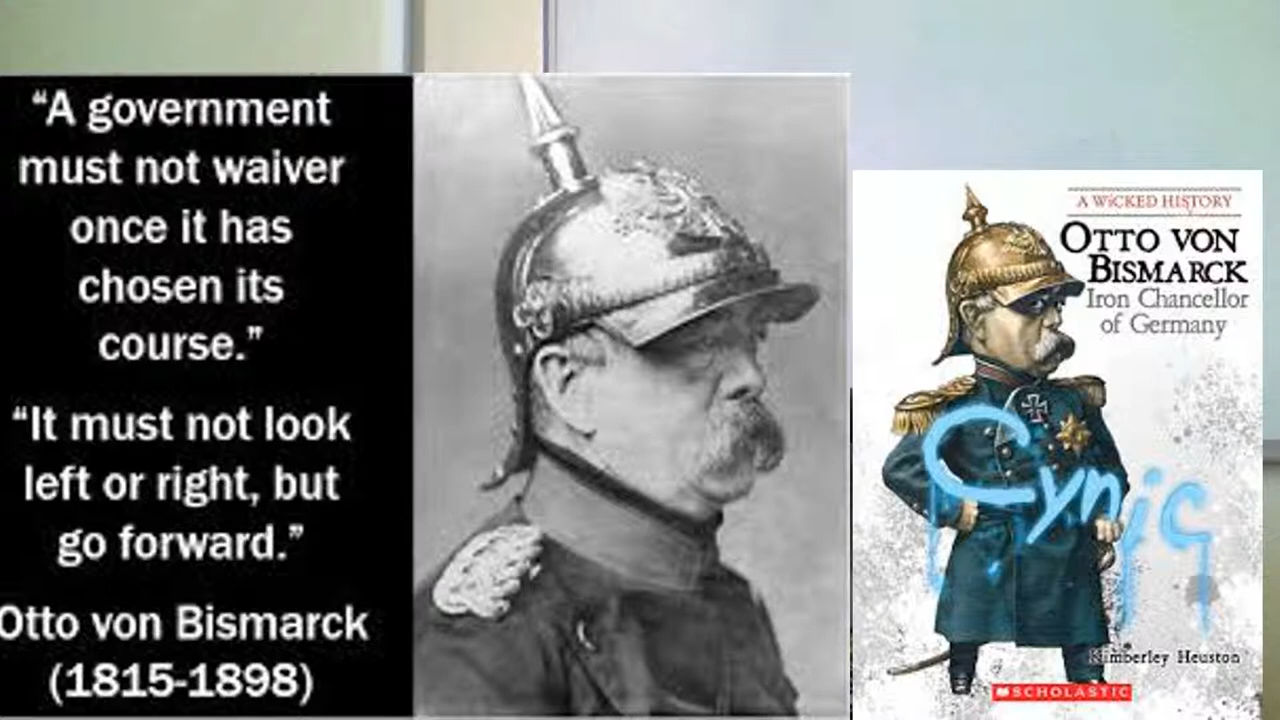 “A government
must not waiver
once it has
chosen its
course.”
“It must not look
left or right, but
go forward.”
Otto von Bismarck
(1815-1898)
A WiCKED HISTORY
OTTO VON
BISMARCK
Iron Chancellor
of Germany
Cynic
Kimberley Heuston
SCHOLASTIC